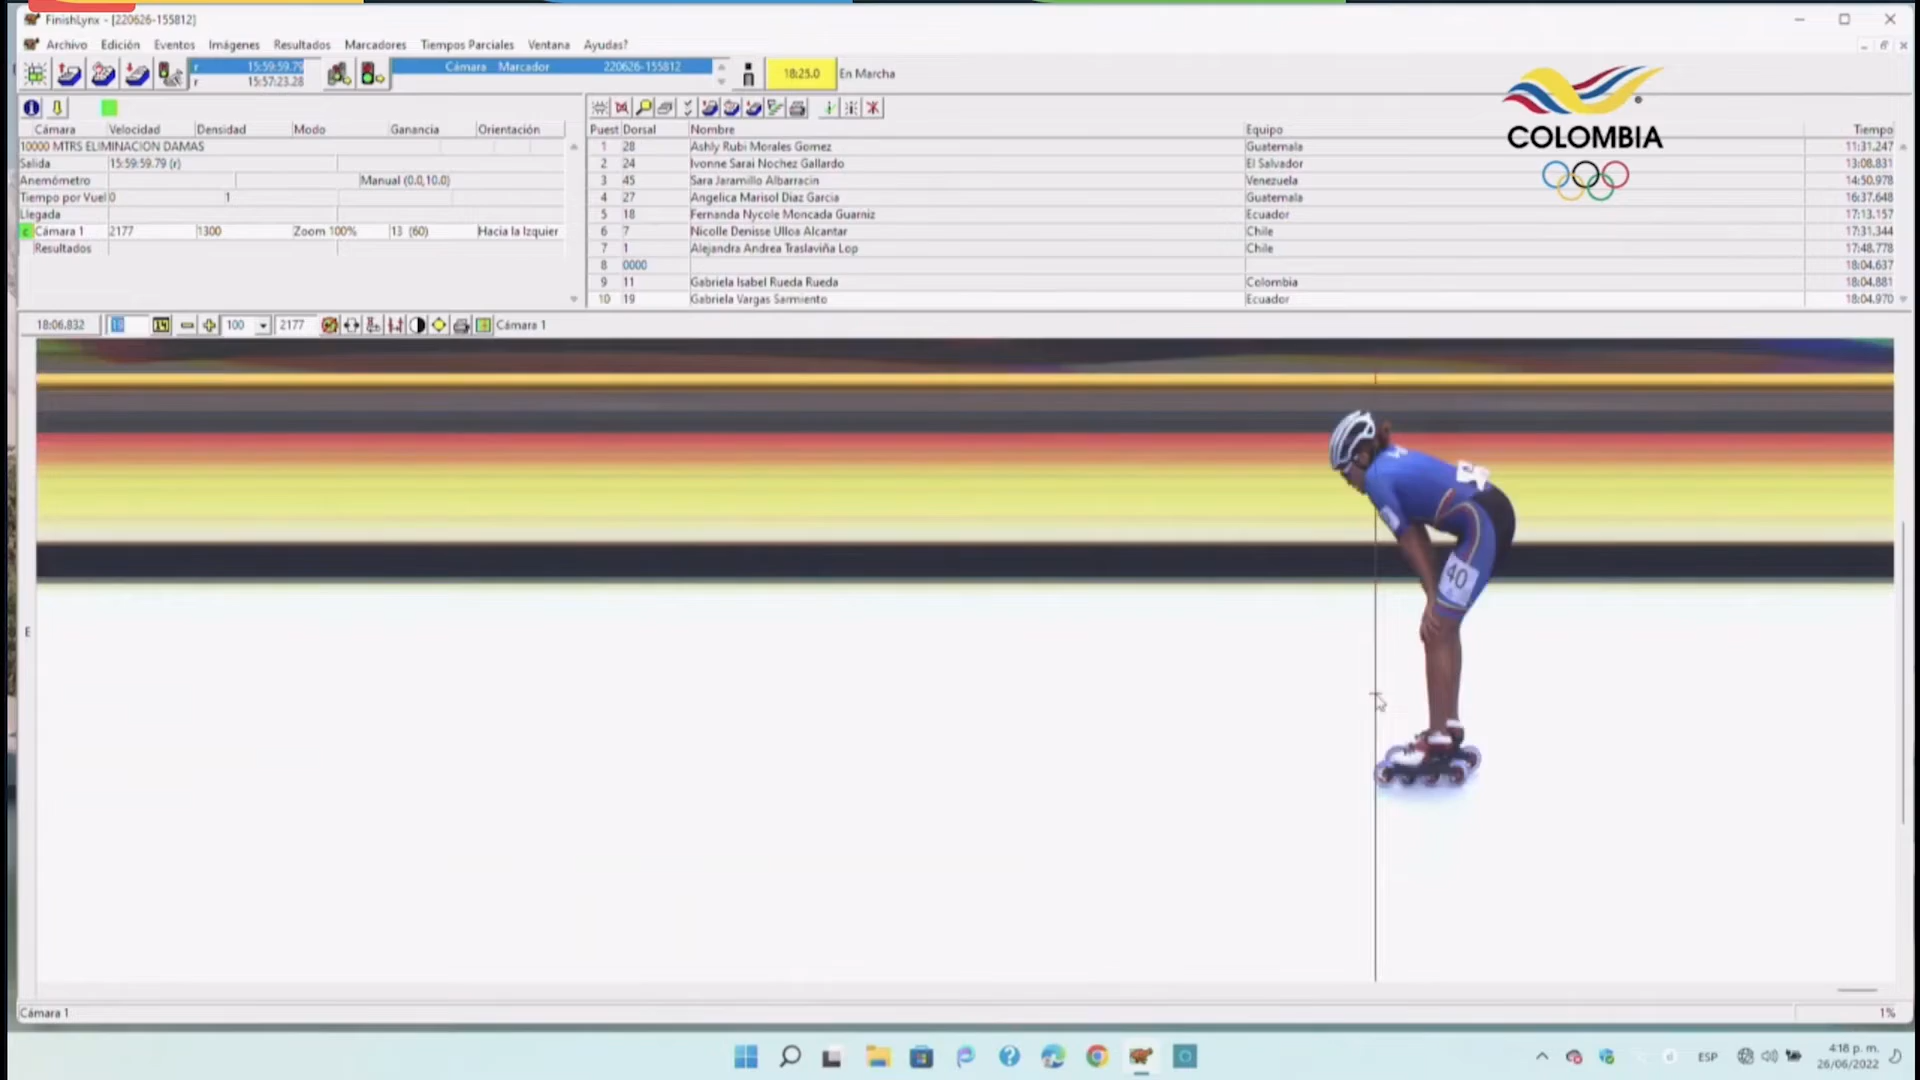 FinishLynx - [220626-155812]
Archivo Edición Eventos Imágenes Resultados Marcadores Tiempos Parciales Ventana Ayudas?
r 15:59:59.79
r 15:57:23.28
Cámara Marcador 220626-155812
18:25.0 En Marcha
COLOMBIA
Cámara Velocidad Densidad Modo Ganancia Orientación
10000 MTRS ELIMINACION DAMAS
Salida 15:59:59.79 (r)
Anemómetro Manual (0.0,10.0)
Tiempo por Vuel 0 1
Llegada
c Cámara 1 2177 1300 Zoom 100% 13 (60) Hacia la Izquier
Resultados
Puest Dorsal Nombre Equipo Tiempo
1 28 Ashly Rubi Morales Gomez Guatemala 11:31.247
2 24 Ivonne Sarai Nochez Gallardo El Salvador 13:08.831
3 45 Sara Jaramillo Albarracin Venezuela 14:50.978
4 27 Angelica Marisol Diaz Garcia Guatemala 16:37.648
5 18 Fernanda Nycole Moncada Guarniz Ecuador 17:13.157
6 7 Nicolle Denisse Ulloa Alcantar Chile 17:31.344
7 1 Alejandra Andrea Traslaviña Lop Chile 17:48.778
8 0000 18:04.637
9 11 Gabriela Isabel Rueda Rueda Colombia 18:04.881
10 19 Gabriela Vargas Sarmiento Ecuador 18:04.970
18:06.832 100 2177 Cámara 1
40
E
Cámara 1 1%
ESP 4:18 p. m.
26/06/2022